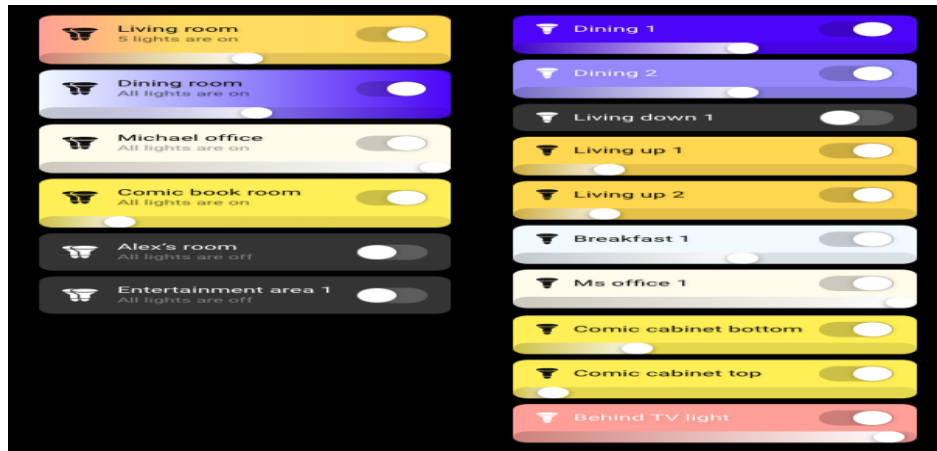 Living room
5 lights are on
Dining room
All lights are on
Michael office
All lights are on
Comic book room
All lights are on
Alex's room
All lights are off
Entertainment area 1
All lights are off
Dining 1
Dining 2
Living down 1
Living up 1
Living up 2
Breakfast 1
Ms office 1
Comic cabinet bottom
Comic cabinet top
Behind TV light